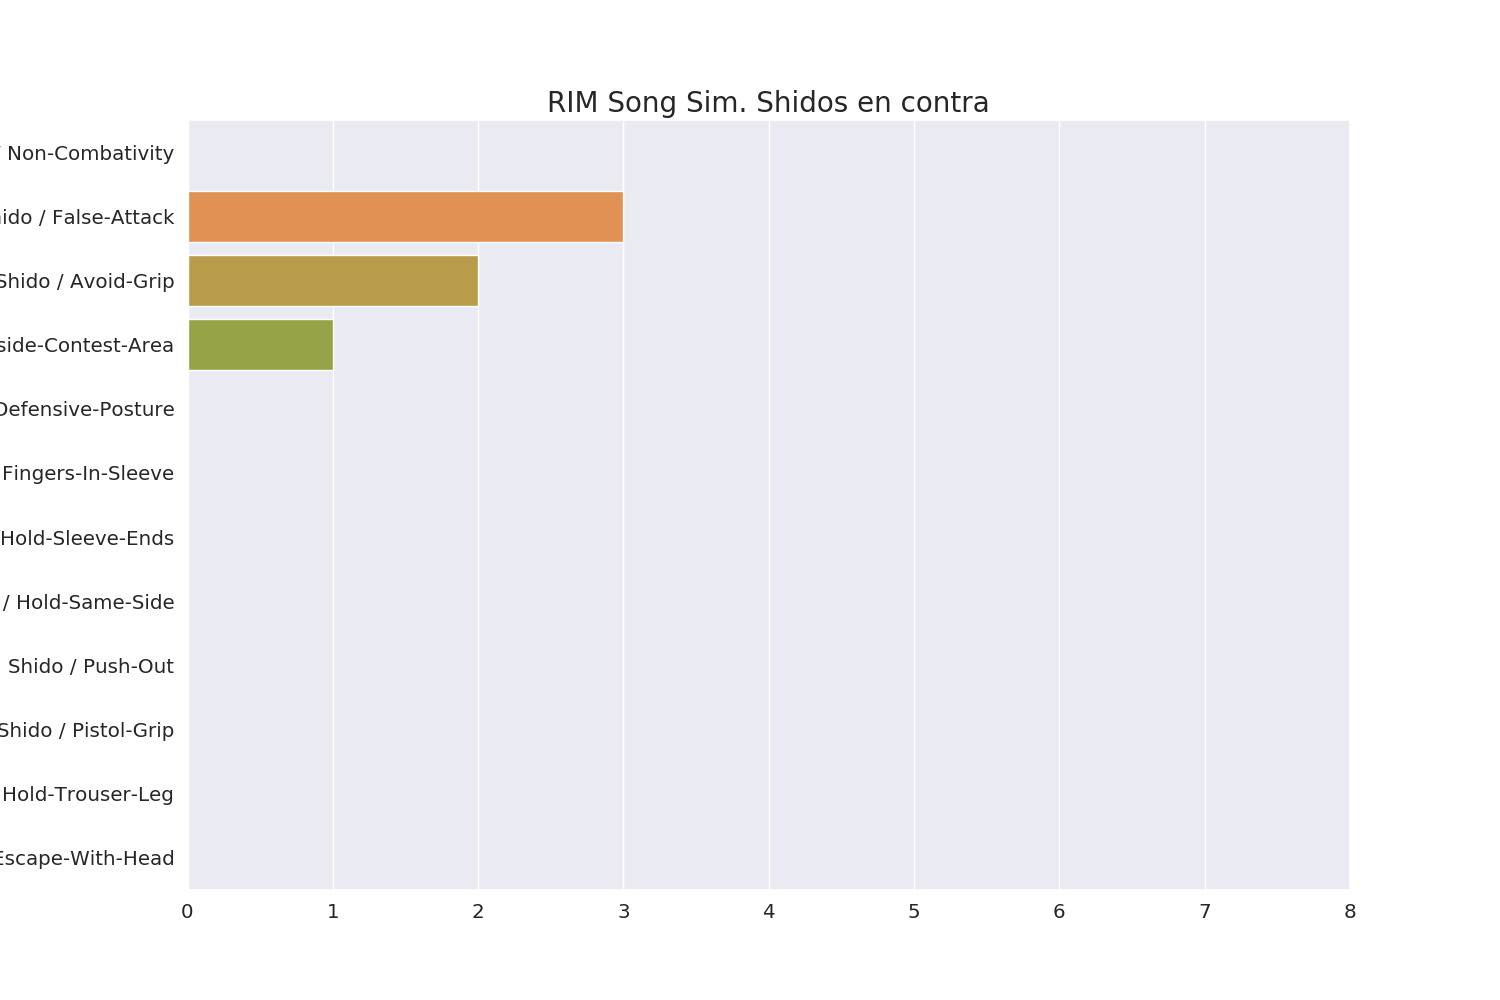 RIM Song Sim. Shidos en contra
/ Non-Combativity
ido / False-Attack
Shido / Avoid-Grip
side-Contest-Area
Defensive-Posture
Fingers-In-Sleeve
Hold-Sleeve-Ends
/ Hold-Same-Side
Shido / Push-Out
Shido / Pistol-Grip
Hold-Trouser-Leg
Escape-With-Head
0 1 2 3 4 5 6 7 8